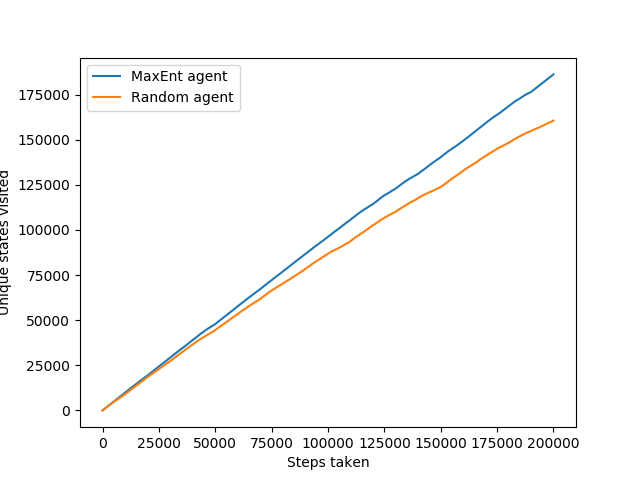 MaxEnt agent
Random agent
175000
150000
125000
100000
75000
50000
25000
0
Unique states visited
0 25000 50000 75000 100000 125000 150000 175000 200000
Steps taken